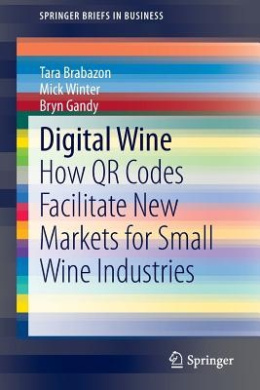 SPRINGER BRIEFS IN BUSINESS
Tara Brabazon
Mick Winter
Bryn Gandy
Digital Wine
How QR Codes
Facilitate New
Markets for Small
Wine Industries
Springer